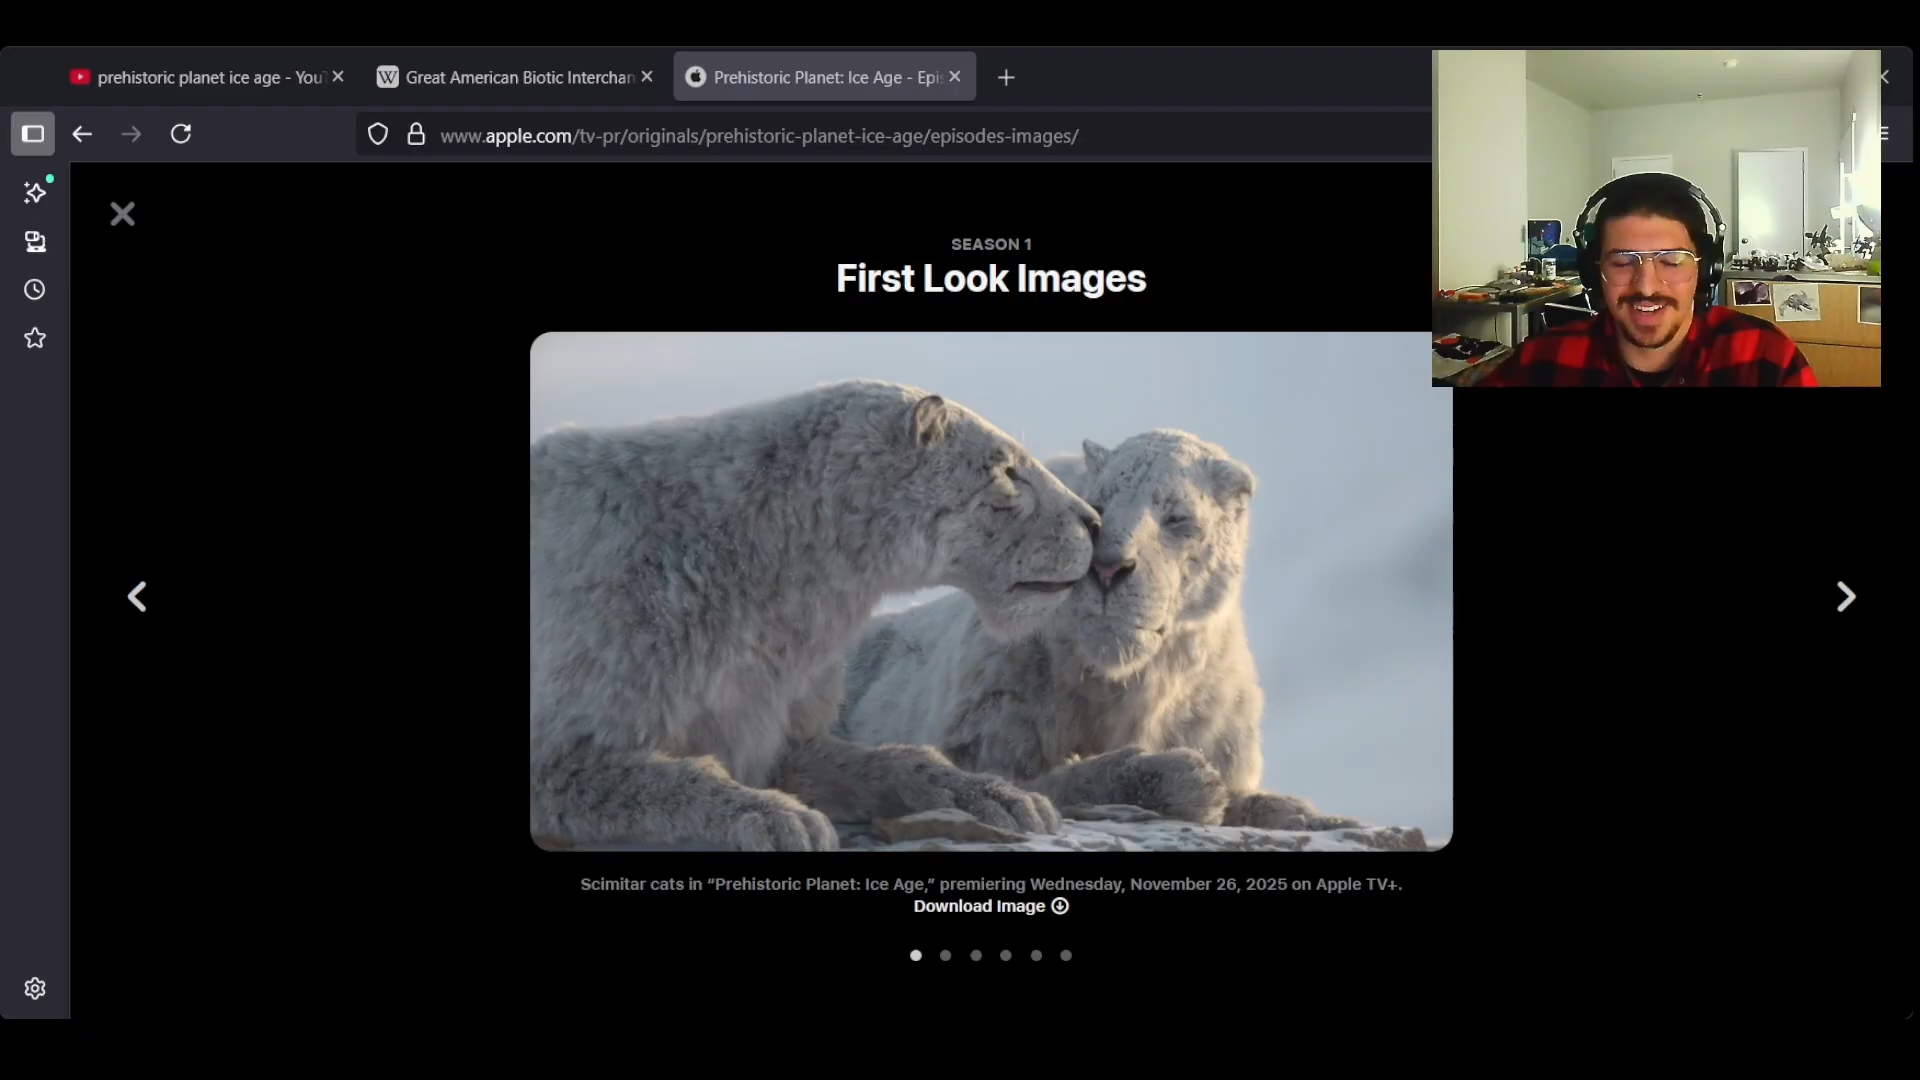 prehistoric planet ice age - You
Great American Biotic Interchan
Prehistoric Planet: Ice Age - Epi
www.apple.com/tv-pr/originals/prehistoric-planet-ice-age/episodes-images/
SEASON 1
First Look Images
Scimitar cats in “Prehistoric Planet: Ice Age,” premiering Wednesday, November 26, 2025 on Apple TV+.
Download Image